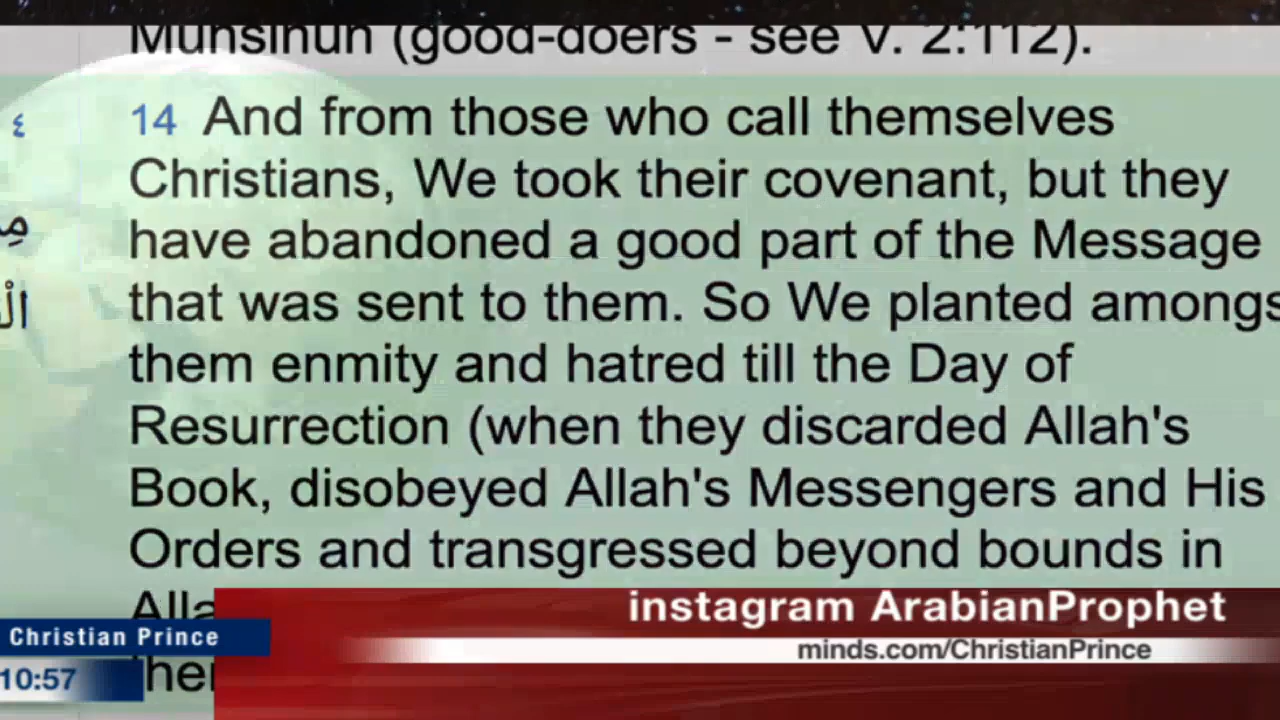 Muhsinun (good-doers - see V. 2:112).
14 And from those who call themselves
Christians, We took their covenant, but they
have abandoned a good part of the Message
that was sent to them. So We planted amongs
them enmity and hatred till the Day of
Resurrection (when they discarded Allah's
Book, disobeyed Allah's Messengers and His
Orders and transgressed beyond bounds in
٤
instagram ArabianProphet
Christian Prince
minds.com/ChristianPrince
10:57